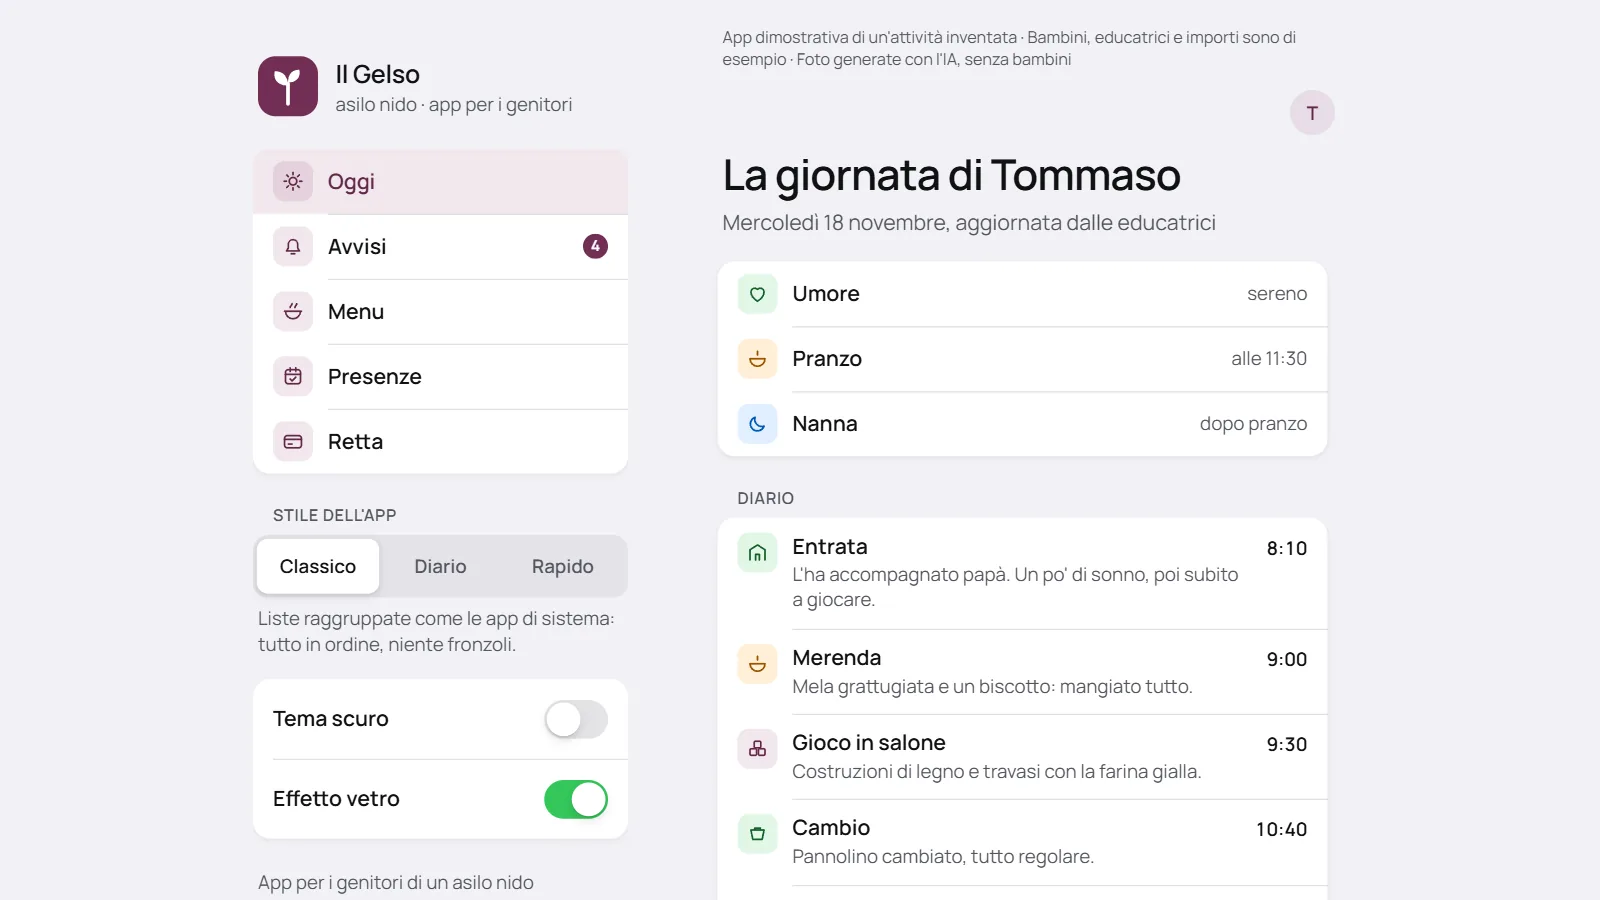 Il Gelso
asilo nido · app per i genitori
Oggi
Avvisi
4
Menu
Presenze
Retta
STILE DELL'APP
Classico
Diario
Rapido
Liste raggruppate come le app di sistema:
tutto in ordine, niente fronzoli.
Tema scuro
Effetto vetro
App per i genitori di un asilo nido
App dimostrativa di un'attività inventata · Bambini, educatrici e importi sono di
esempio · Foto generate con l'IA, senza bambini
T
La giornata di Tommaso
Mercoledì 18 novembre, aggiornata dalle educatrici
Umore
sereno
Pranzo
alle 11:30
Nanna
dopo pranzo
DIARIO
Entrata
8:10
L'ha accompagnato papà. Un po' di sonno, poi subito
a giocare.
Merenda
9:00
Mela grattugiata e un biscotto: mangiato tutto.
Gioco in salone
9:30
Costruzioni di legno e travasi con la farina gialla.
Cambio
10:40
Pannolino cambiato, tutto regolare.